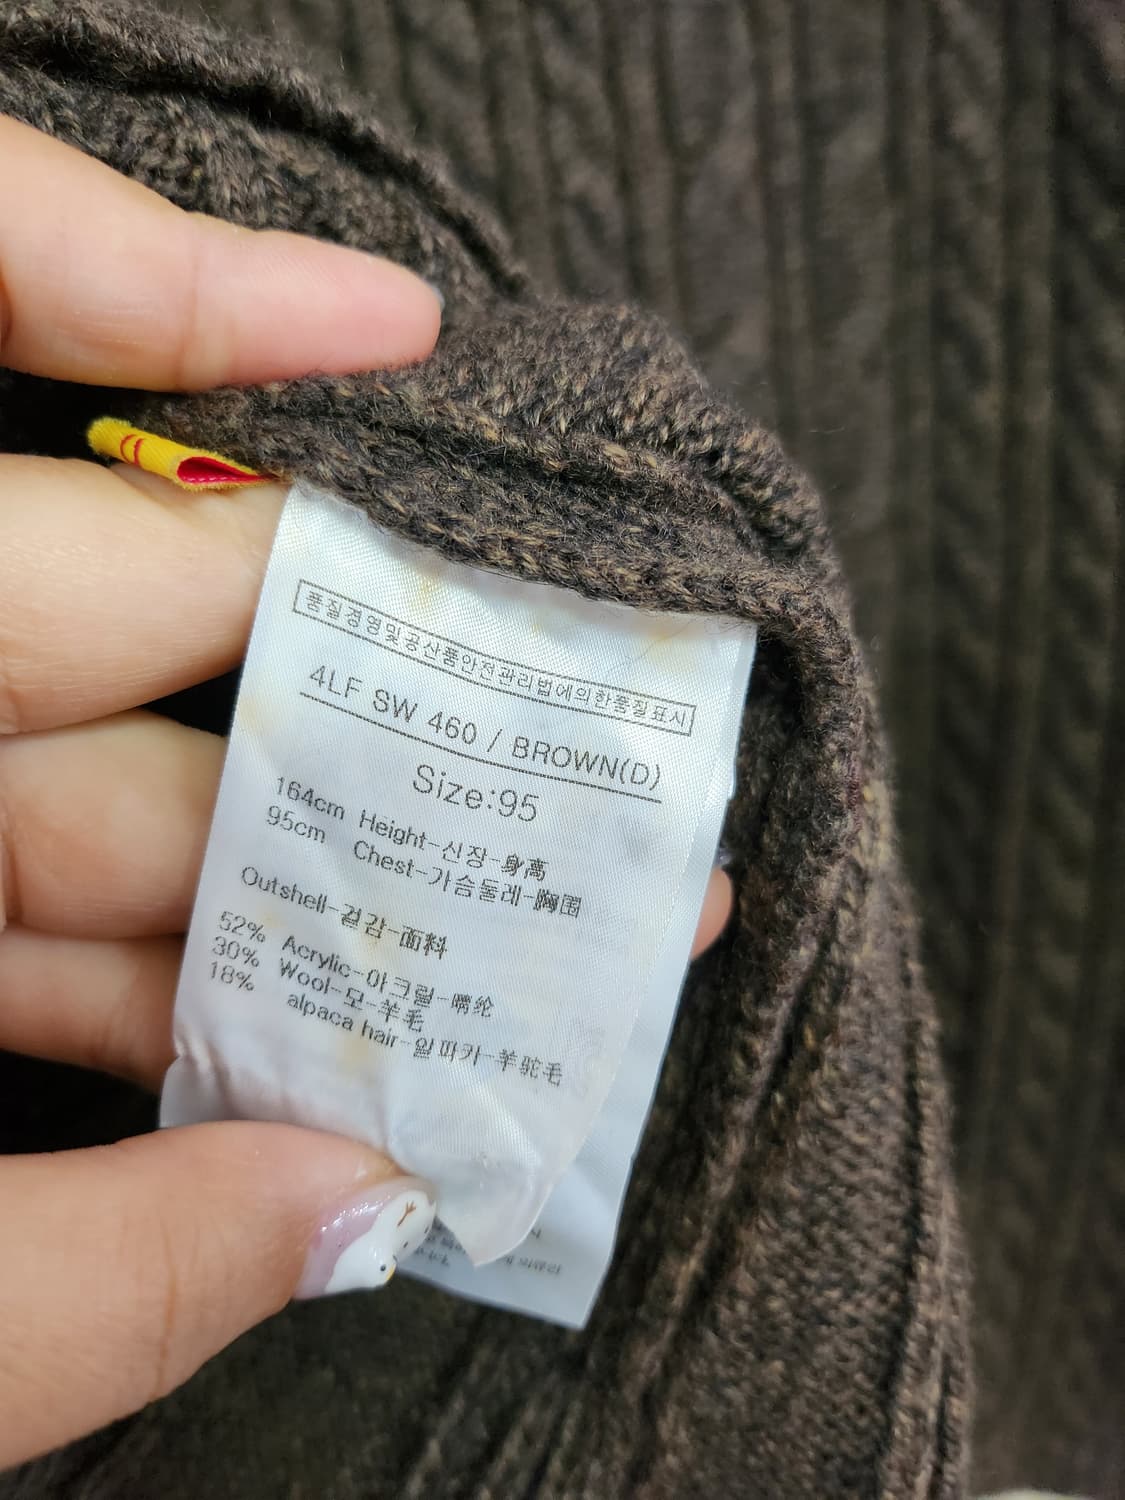 품질경영및공산품안전관리법에의한품질표시
4LF SW 460 / BROWN(D)
Size:95
164cm Height-신장-身高
95cm Chest-가슴둘레-胸围
Outshell-겉감-面料
52% Acrylic-아크릴-腈纶
30% Wool-모-羊毛
18% alpaca hair-알파카-羊驼毛